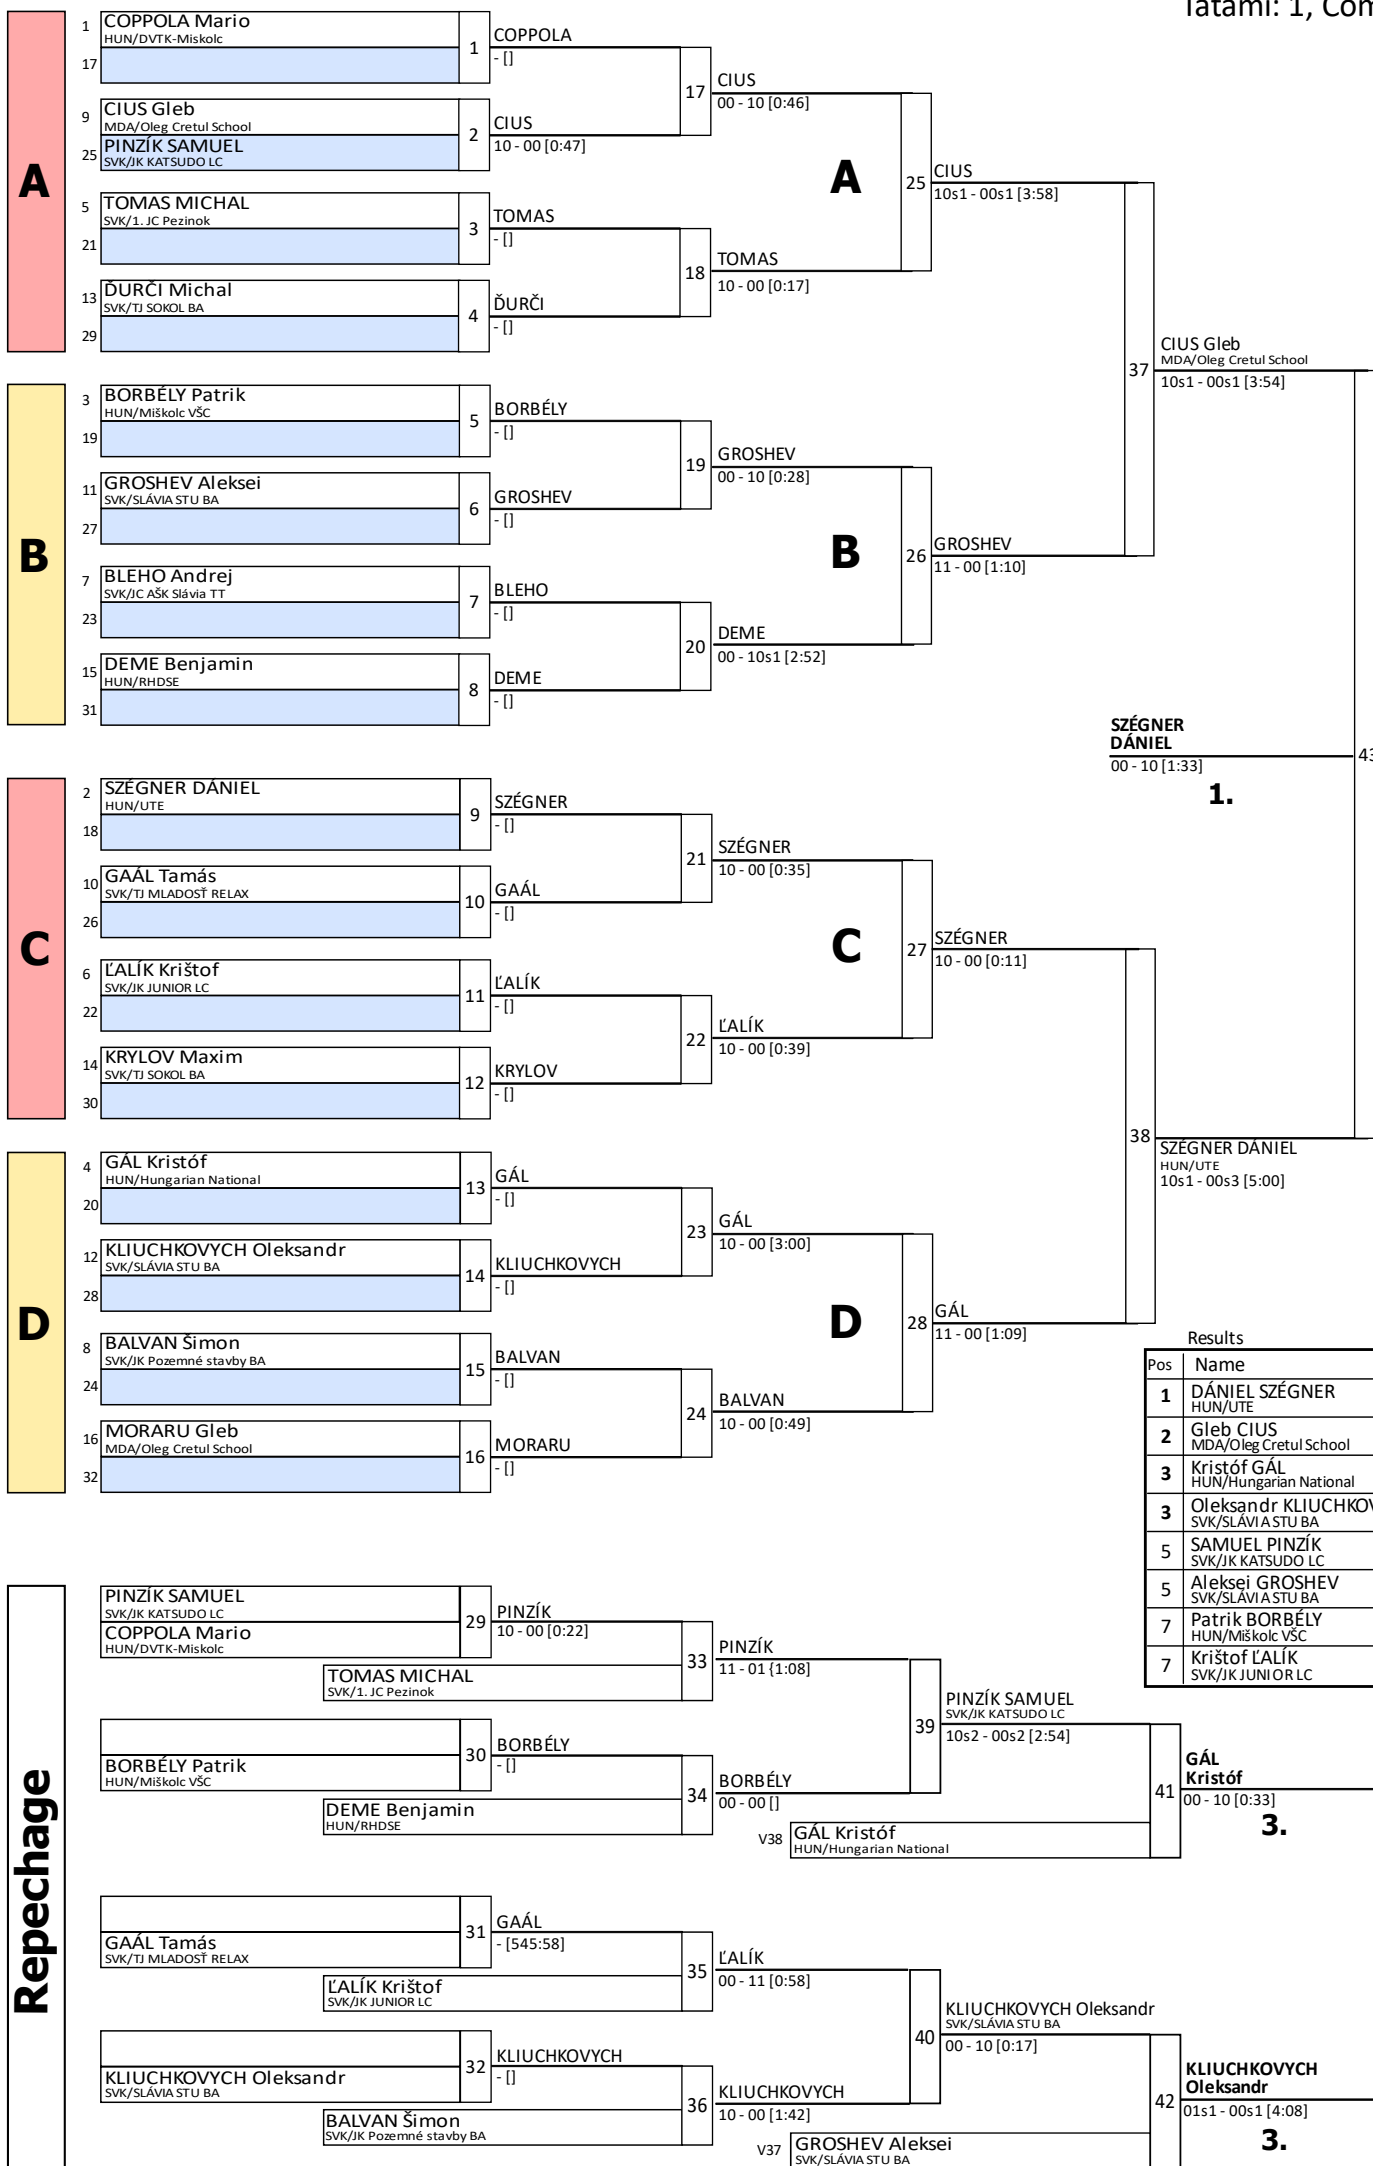 Tatami: 1, Com
A
1
COPPOLA Mario
HUN/DVTK-Miskolc
17
1
COPPOLA
- []
9
CIUS Gleb
MDA/Oleg Cretul School
25
PINZÍK SAMUEL
SVK/JK KATSUDO LC
2
CIUS
10 - 00 [0:47]
17
CIUS
00 - 10 [0:46]
5
TOMAS MICHAL
SVK/1. JC Pezinok
21
3
TOMAS
- []
13
ĎURČI Michal
SVK/TJ SOKOL BA
29
4
ĎURČI
- []
18
TOMAS
10 - 00 [0:17]
A
25
CIUS
10s1 - 00s1 [3:58]
B
3
BORBÉLY Patrik
HUN/Miškolc VŠC
19
5
BORBÉLY
- []
11
GROSHEV Aleksei
SVK/SLÁVIA STU BA
27
6
GROSHEV
- []
19
GROSHEV
00 - 10 [0:28]
7
BLEHO Andrej
SVK/JC AŠK Slávia TT
23
7
BLEHO
- []
15
DEME Benjamin
HUN/RHDSE
31
8
DEME
- []
20
DEME
00 - 10s1 [2:52]
B
26
GROSHEV
11 - 00 [1:10]
37
CIUS Gleb
MDA/Oleg Cretul School
10s1 - 00s1 [3:54]
SZÉGNER
DÁNIEL
00 - 10 [1:33]
1.
43
C
2
SZÉGNER DÁNIEL
HUN/UTE
18
9
SZÉGNER
- []
10
GAÁL Tamás
SVK/TJ MLADOSŤ RELAX
26
10
GAÁL
- []
21
SZÉGNER
10 - 00 [0:35]
6
ĽALÍK Krištof
SVK/JK JUNIOR LC
22
11
ĽALÍK
- []
14
KRYLOV Maxim
SVK/TJ SOKOL BA
30
12
KRYLOV
- []
22
ĽALÍK
10 - 00 [0:39]
C
27
SZÉGNER
10 - 00 [0:11]
D
4
GÁL Kristóf
HUN/Hungarian National
20
13
GÁL
- []
12
KLIUCHKOVYCH Oleksandr
SVK/SLÁVIA STU BA
28
14
KLIUCHKOVYCH
- []
23
GÁL
10 - 00 [3:00]
8
BALVAN Šimon
SVK/JK Pozemné stavby BA
24
15
BALVAN
- []
16
MORARU Gleb
MDA/Oleg Cretul School
32
16
MORARU
- []
24
BALVAN
10 - 00 [0:49]
D
28
GÁL
11 - 00 [1:09]
38
SZÉGNER DÁNIEL
HUN/UTE
10s1 - 00s3 [5:00]
Results
Pos Name
1 DÁNIEL SZÉGNER
HUN/UTE
2 Gleb CIUS
MDA/Oleg Cretul School
3 Kristóf GÁL
HUN/Hungarian National
3 Oleksandr KLIUCHKOV
SVK/SLÁVIA STU BA
5 SAMUEL PINZÍK
SVK/JK KATSUDO LC
5 Aleksei GROSHEV
SVK/SLÁVIA STU BA
7 Patrik BORBÉLY
HUN/Miškolc VŠC
7 Krištof ĽALÍK
SVK/JK JUNIOR LC
Repechage
PINZÍK SAMUEL
SVK/JK KATSUDO LC
COPPOLA Mario
HUN/DVTK-Miskolc
29
PINZÍK
10 - 00 [0:22]
TOMAS MICHAL
SVK/1. JC Pezinok
33
PINZÍK
11 - 01 [1:08]
BORBÉLY Patrik
HUN/Miškolc VŠC
30
BORBÉLY
- []
DEME Benjamin
HUN/RHDSE
34
BORBÉLY
00 - 00 []
39
PINZÍK SAMUEL
SVK/JK KATSUDO LC
10s2 - 00s2 [2:54]
V38
GÁL Kristóf
HUN/Hungarian National
41
GÁL
Kristóf
00 - 10 [0:33]
3.
GAÁL Tamás
SVK/TJ MLADOSŤ RELAX
31
GAÁL
- [545:58]
ĽALÍK Krištof
SVK/JK JUNIOR LC
35
ĽALÍK
00 - 11 [0:58]
KLIUCHKOVYCH Oleksandr
SVK/SLÁVIA STU BA
32
KLIUCHKOVYCH
- []
BALVAN Šimon
SVK/JK Pozemné stavby BA
36
KLIUCHKOVYCH
10 - 00 [1:42]
40
KLIUCHKOVYCH Oleksandr
SVK/SLÁVIA STU BA
00 - 10 [0:17]
V37
GROSHEV Aleksei
SVK/SLÁVIA STU BA
42
KLIUCHKOVYCH
Oleksandr
01s1 - 00s1 [4:08]
3.